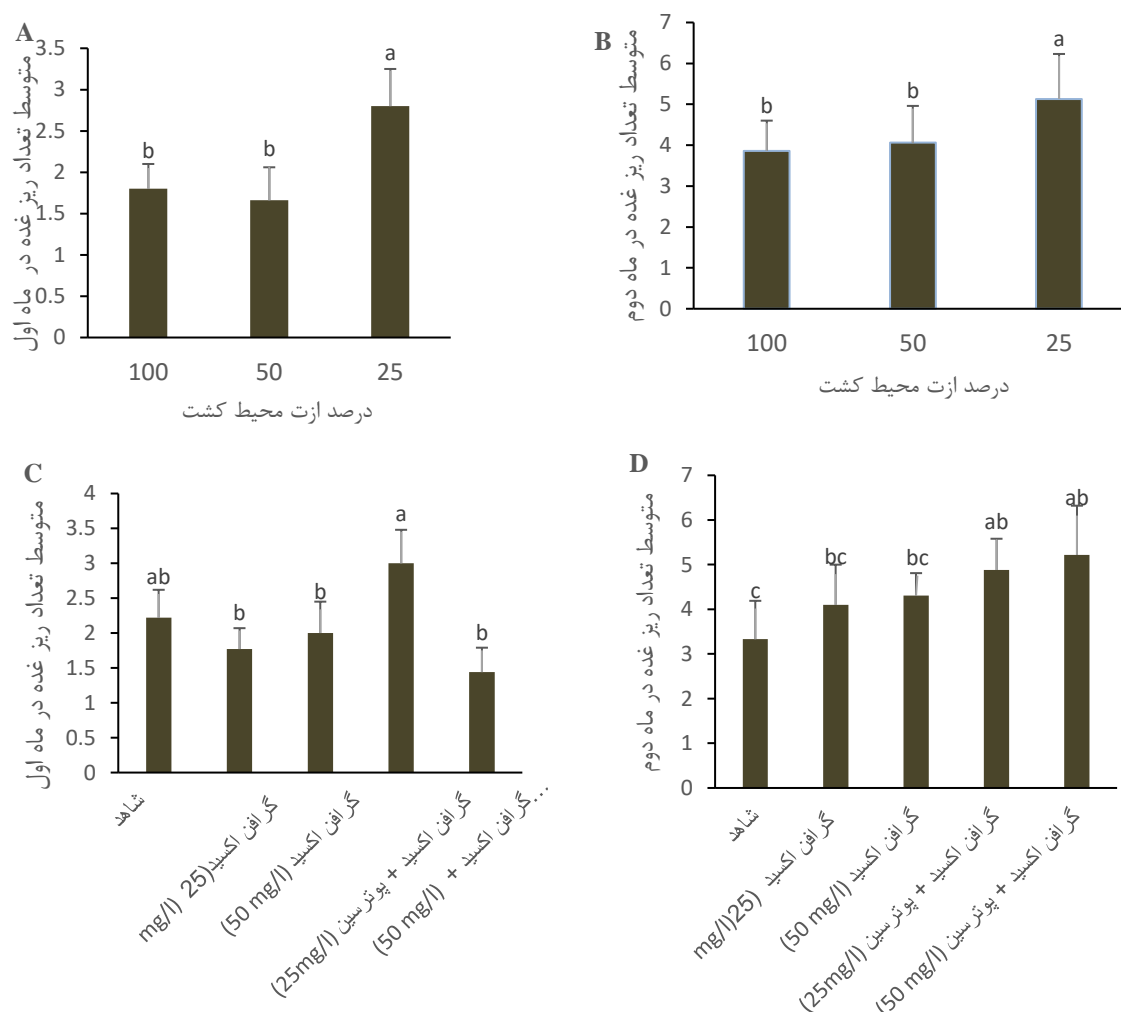 A
متوسط تعداد ریز غده در ماه اول
3.5
3
2.5
2
1.5
1
0.5
0
b
b
a
100
50
25
درصد ازت محیط کشت
B
متوسط تعداد ریز غده در ماه دوم
7
6
5
4
3
2
1
0
b
b
a
100
50
25
درصد ازت محیط کشت
C
متوسط تعداد ریز غده در ماه اول
4
3.5
3
2.5
2
1.5
1
0.5
0
ab
b
b
a
b
شاهد
گرافن اکسید(25 mg/l)
گرافن اکسید (50 mg/l)
گرافن اکسید + پوترسین (25mg/l)
گرافن اکسید + (50 mg/l)...
D
متوسط تعداد ریز غده در ماه دوم
7
6
5
4
3
2
1
0
c
bc
bc
ab
ab
شاهد
گرافن اکسید (25mg/l)
گرافن اکسید (50 mg/l)
گرافن اکسید + پوترسین (25mg/l)
گرافن اکسید + پوترسین (50 mg/l)